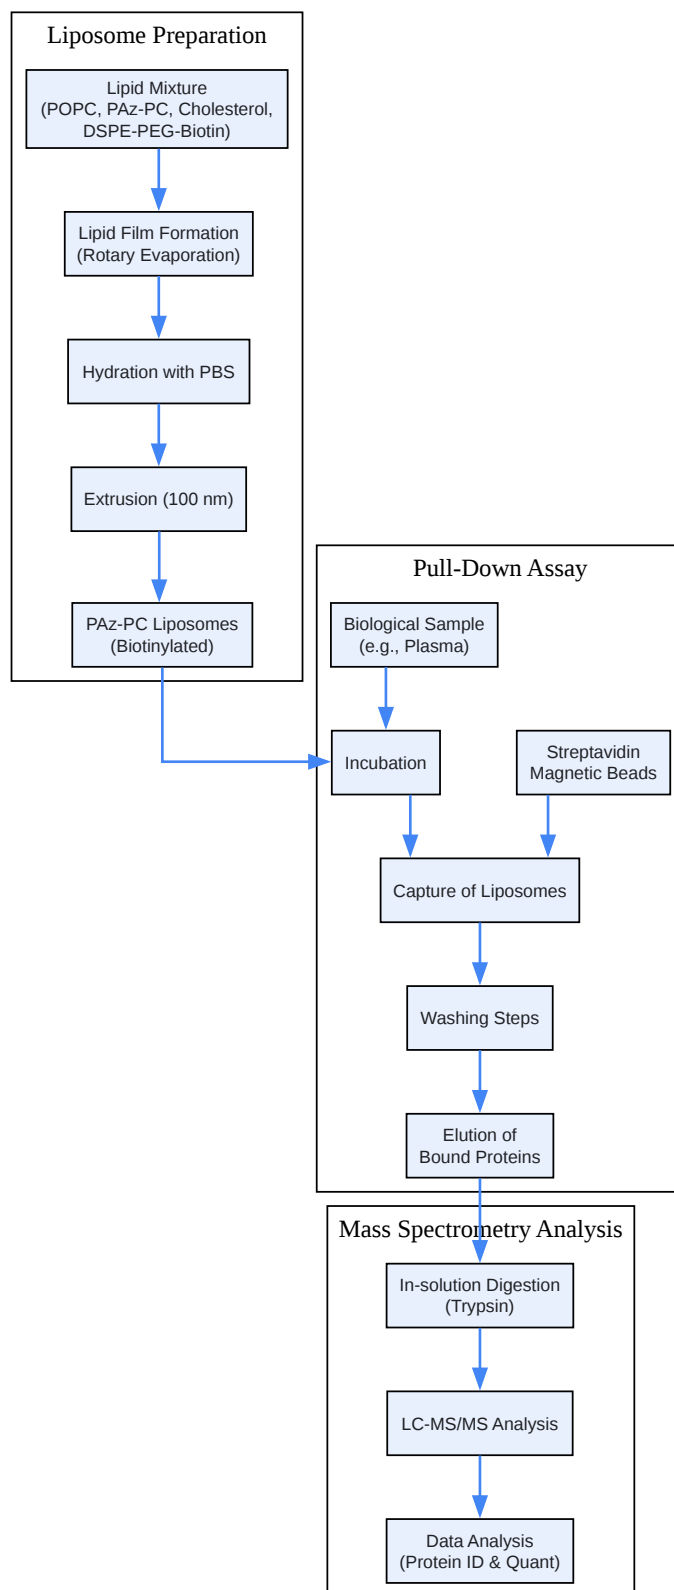 Liposome Preparation
Lipid Mixture
(POPC, PAz-PC, Cholesterol,
DSPE-PEG-Biotin)
Lipid Film Formation
(Rotary Evaporation)
Hydration with PBS
Extrusion (100 nm)
PAz-PC Liposomes
(Biotinylated)
Pull-Down Assay
Biological Sample
(e.g., Plasma)
Incubation
Streptavidin
Magnetic Beads
Capture of Liposomes
Washing Steps
Elution of
Bound Proteins
Mass Spectrometry Analysis
In-solution Digestion
(Trypsin)
LC-MS/MS Analysis
Data Analysis
(Protein ID & Quant)